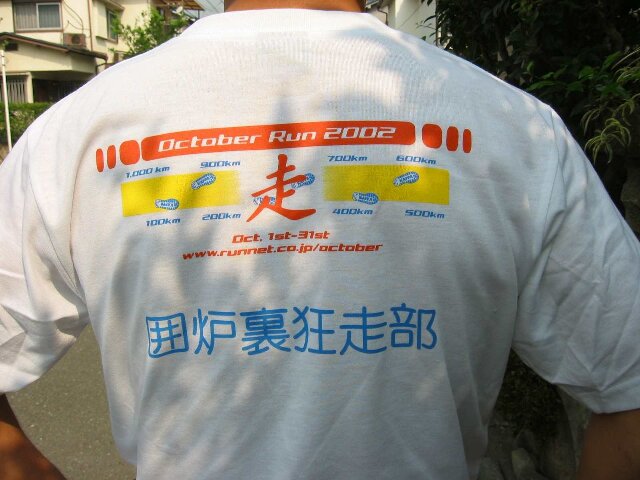 October Run 2002
1.000 km 900km 700km 600km
走
100km 200km 400km 500km
Oct. 1st-31st
www.runnet.co.jp/october
囲炉裏狂走部